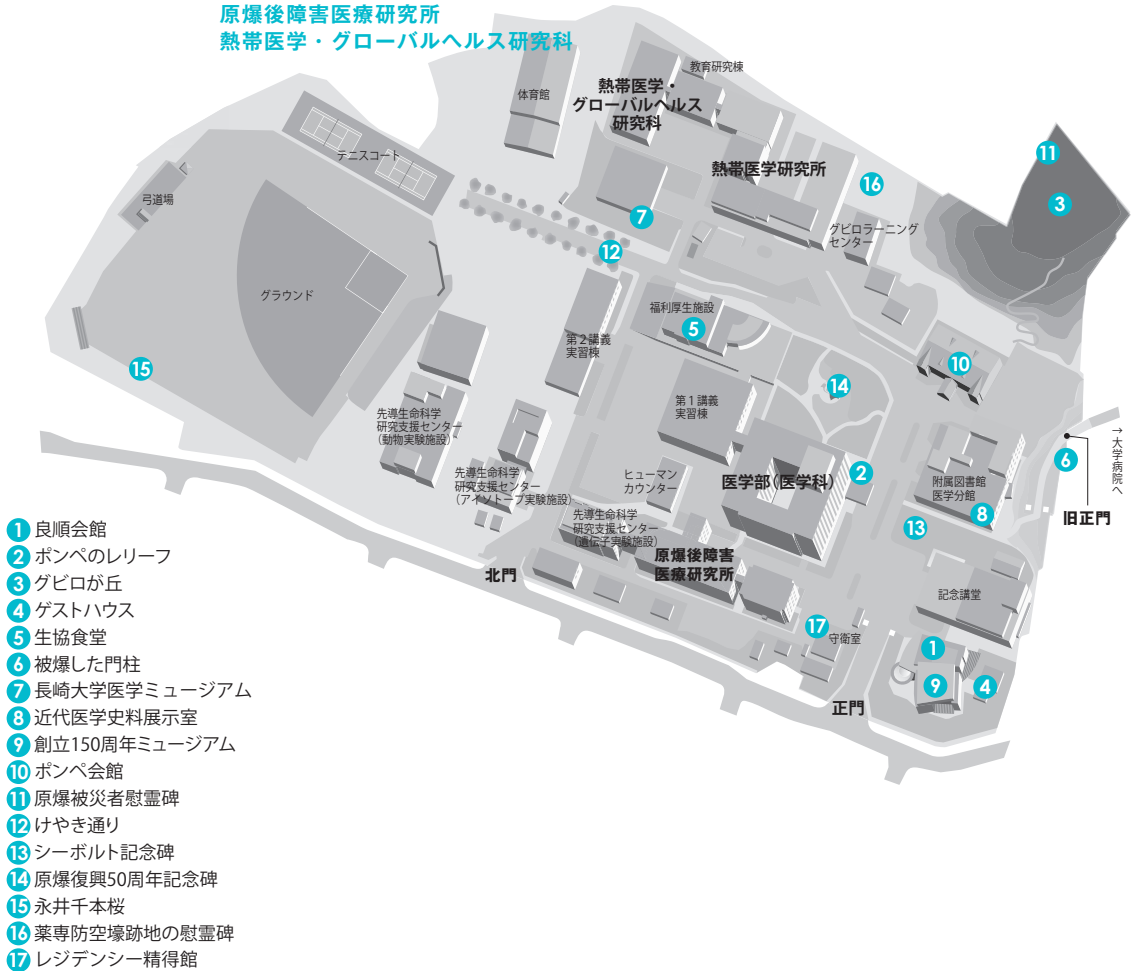 原爆後障害医療研究所
熱帯医学・グローバルヘルス研究科
教育研究棟
体育館
熱帯医学・
グローバルヘルス
研究科
テニスコート
熱帯医学研究所
11
16
3
弓道場
7
グビロラーニング
センター
12
グラウンド
福利厚生施設
5
第2講義
実習棟
15
10
14
第1講義
実習棟
先導生命科学
研究支援センター
(動物実験施設)
→大学病院へ
6
先導生命科学
研究支援センター
(アイソトープ実験施設)
ヒューマン
カウンター
医学部(医学科)
2
附属図書館
医学分館
8
旧正門
13
先導生命科学
研究支援センター
(遺伝子実験施設)
原爆後障害
医療研究所
北門
記念講堂
17
守衛室
1
9
4
正門
1 良順会館
2 ポンペのレリーフ
3 グビロが丘
4 ゲストハウス
5 生協食堂
6 被爆した門柱
7 長崎大学医学ミュージアム
8 近代医学史料展示室
9 創立150周年ミュージアム
10 ポンペ会館
11 原爆被災者慰霊碑
12 けやき通り
13 シーボルト記念碑
14 原爆復興50周年記念碑
15 永井千本桜
16 薬専防空壕跡地の慰霊碑
17 レジデンシー精得館